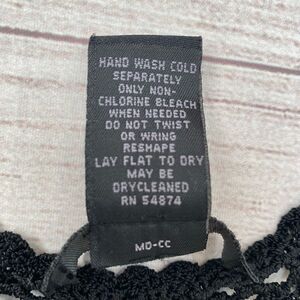 HAND WASH COLD
SEPARATELY
ONLY NON-
CHLORINE BLEACH
WHEN NEEDED
DO NOT TWIST
OR WRING
RESHAPE
LAY FLAT TO DRY
MAY BE
DRYCLEANED
RN 54874
MD-CC